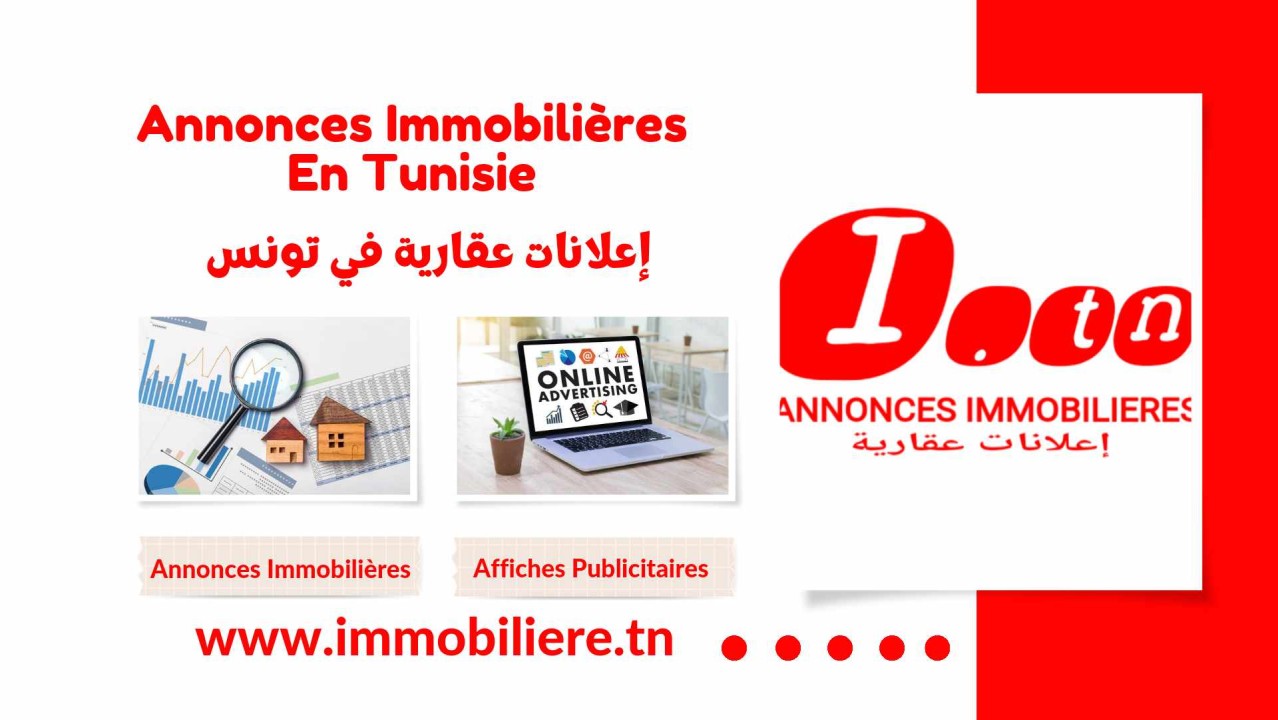 Annonces Immobilières
En Tunisie
إعلانات عقارية في تونس
ONLINE
ADVERTISING
Annonces Immobilières
Affiches Publicitaires
www.immobiliere.tn
I.tn
ANNONCES IMMOBILIERES
إعلانات عقارية